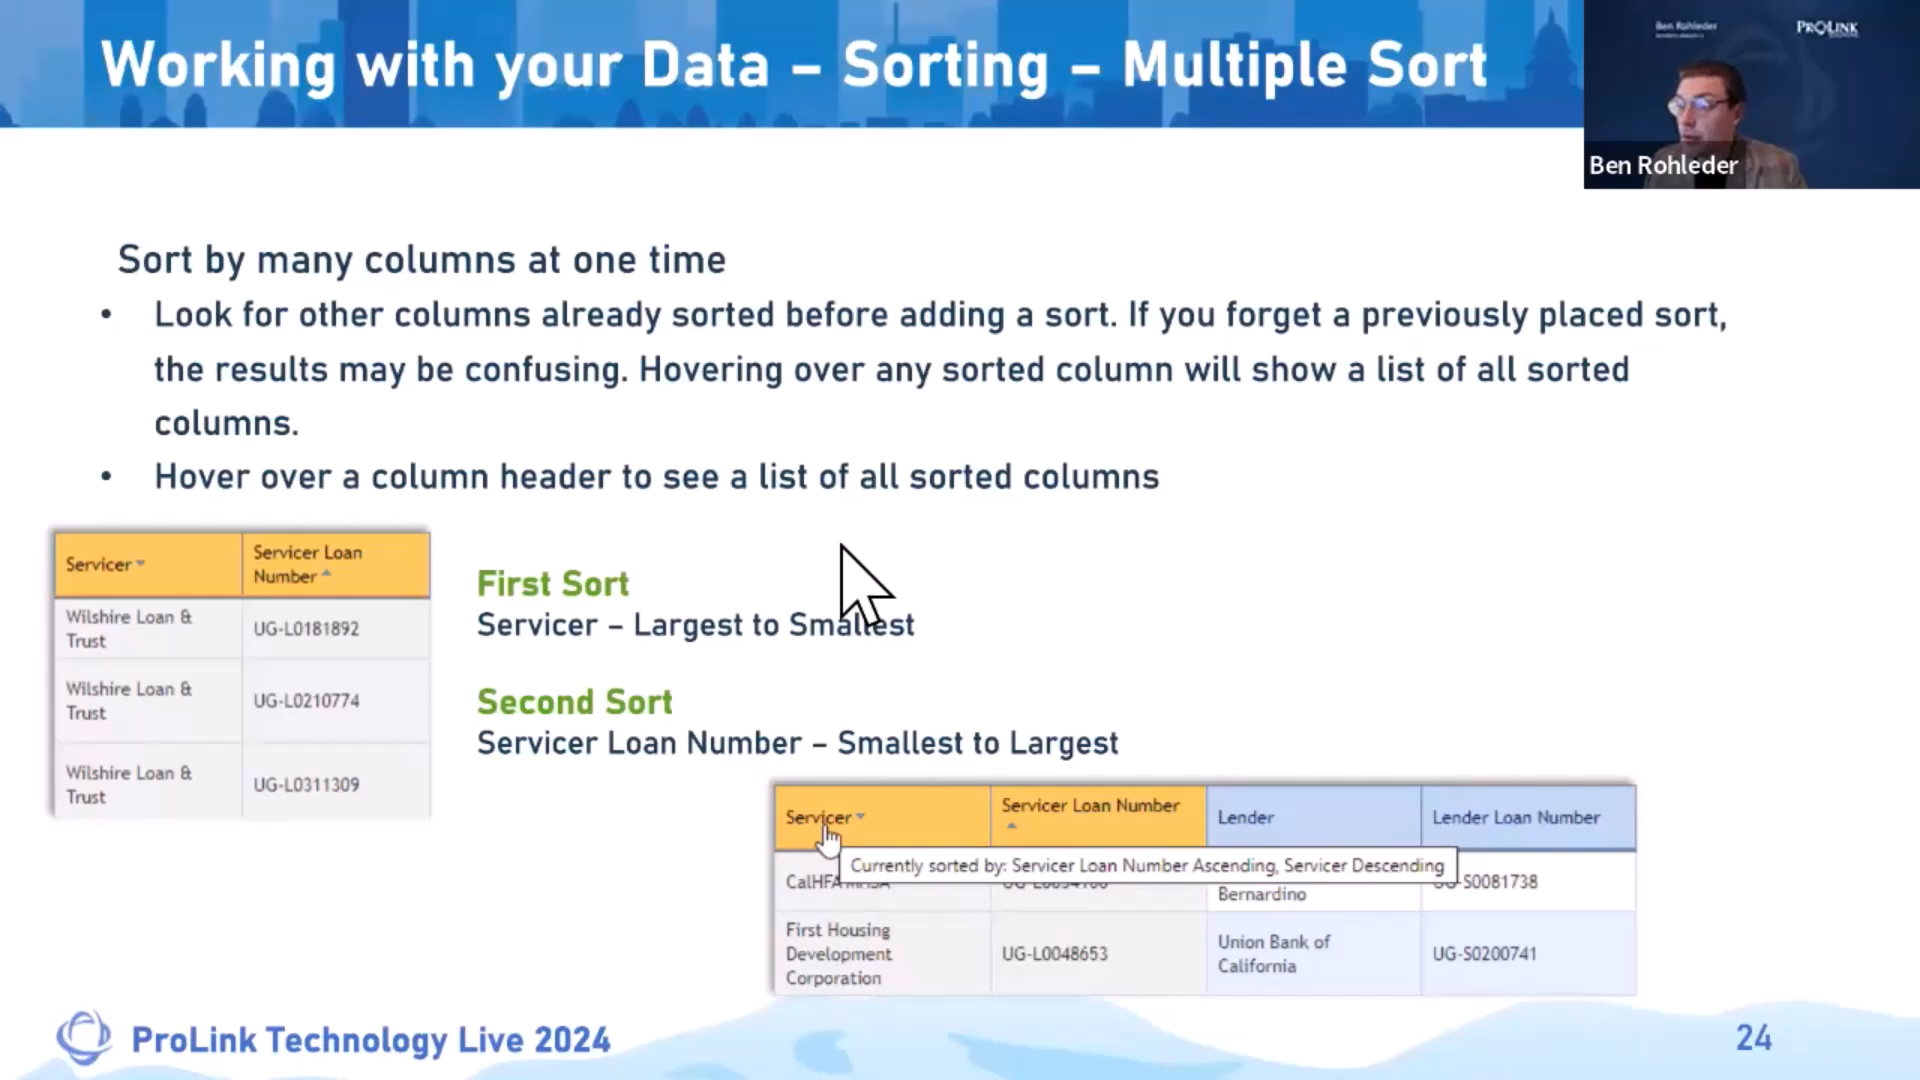 Working with your Data – Sorting – Multiple Sort
Ben Rohleder
PROLINK
Ben Rohleder
Sort by many columns at one time
• Look for other columns already sorted before adding a sort. If you forget a previously placed sort,
the results may be confusing. Hovering over any sorted column will show a list of all sorted
columns.
• Hover over a column header to see a list of all sorted columns
Servicer
Servicer Loan
Number
Wilshire Loan &
Trust
UG-L0181892
Wilshire Loan &
Trust
UG-L0210774
Wilshire Loan &
Trust
UG-L0311309
First Sort
Servicer – Largest to Smallest
Second Sort
Servicer Loan Number – Smallest to Largest
Servicer
Servicer Loan Number
Lender
Lender Loan Number
Currently sorted by: Servicer Loan Number Ascending, Servicer Descending
Bernardino
First Housing
Development
Corporation
UG-L0048653
Union Bank of
California
UG-S0200741
ProLink Technology Live 2024
24